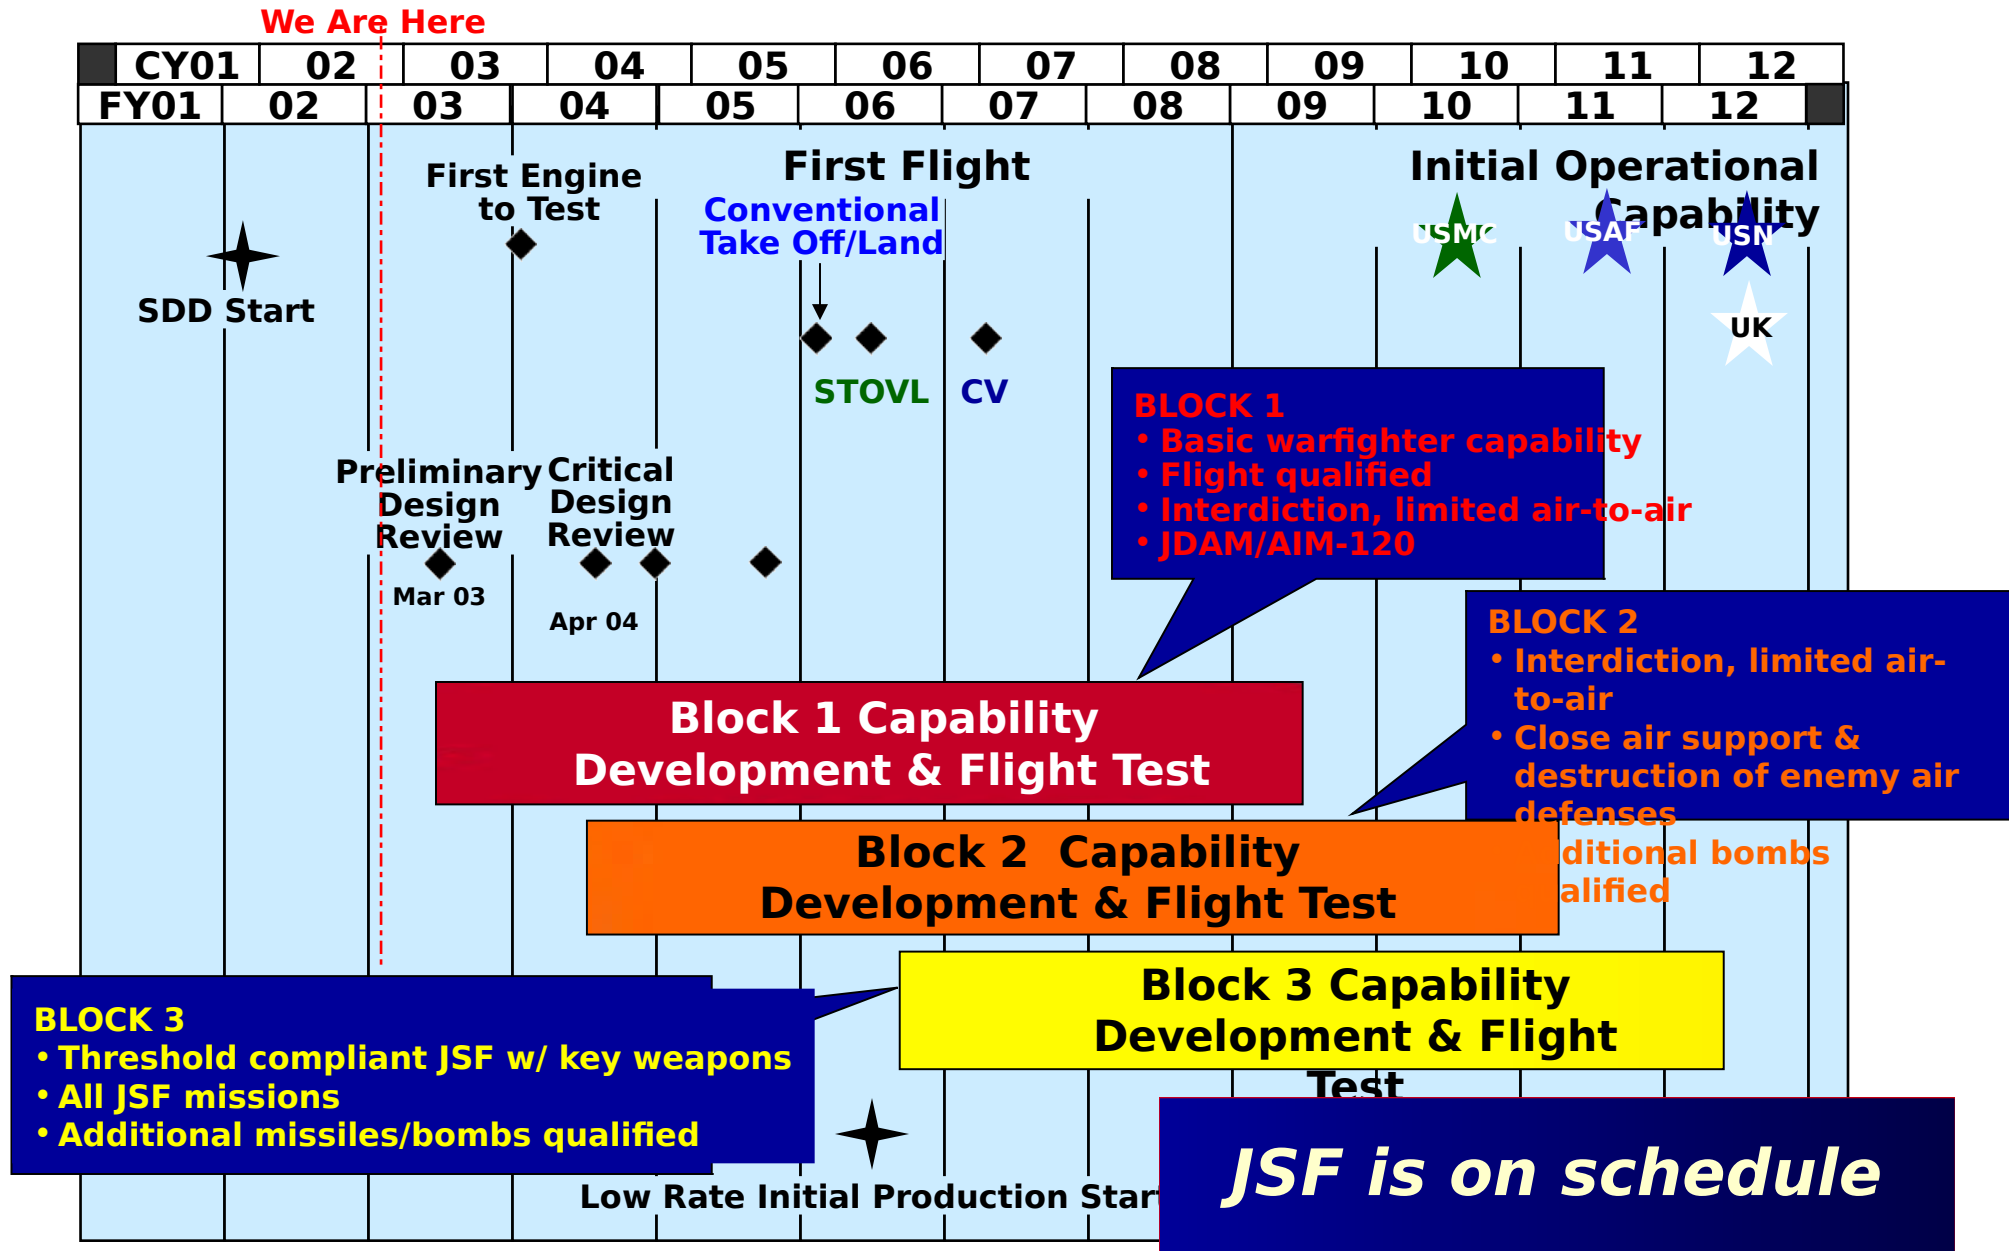 We Are Here
CY01 02 03 04 05 06 07 08 09 10 11 12
FY01 02 03 04 05 06 07 08 09 10 11 12
First Engine
to Test
First Flight
Conventional
Take Off/Land
Initial Operational
Capability
USMC
USAF
USN
UK
SDD Start
STOVL
CV
Preliminary
Design
Review
Mar 03
Critical
Design
Review
Apr 04
BLOCK 1
• Basic warfighter capability
• Flight qualified
• Interdiction, limited air-to-air
• JDAM/AIM-120
BLOCK 2
• Interdiction, limited air-
to-air
• Close air support &
destruction of enemy air
defenses
ditional bombs
alified
Block 1 Capability
Development & Flight Test
Block 2 Capability
Development & Flight Test
Block 3 Capability
Development & Flight
Test
BLOCK 3
• Threshold compliant JSF w/ key weapons
• All JSF missions
• Additional missiles/bombs qualified
Low Rate Initial Production Start
JSF is on schedule